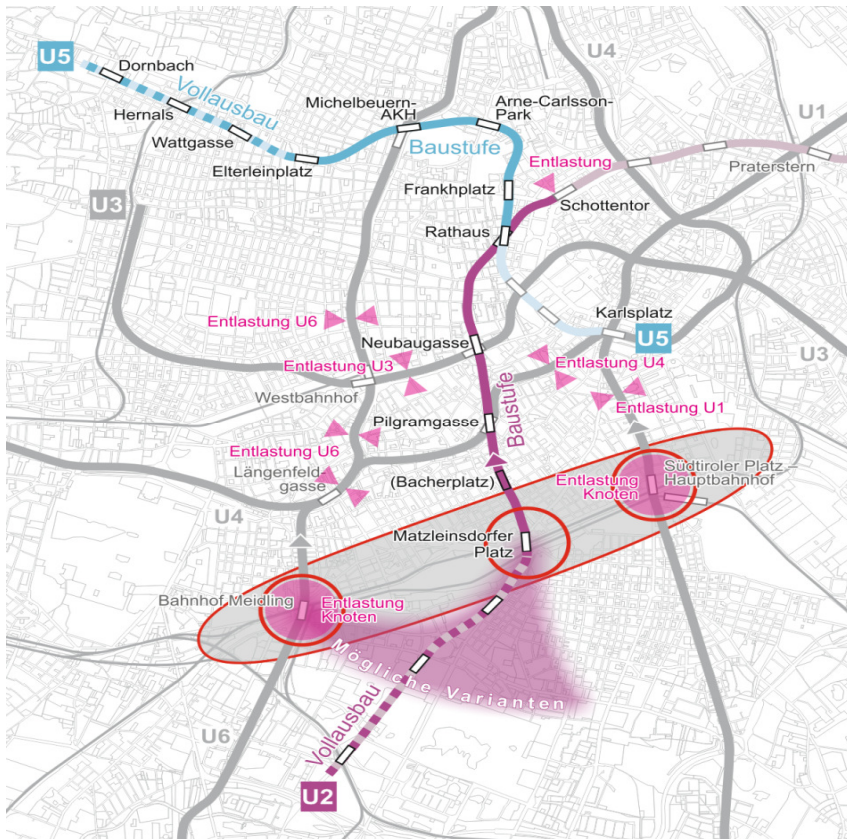 U5
Dornbach
Vollausbau
Hernals
Wattgasse
Elterleinplatz
Michelbeuern-
AKH
Baustufe
Arne-Carlsson-
Park
U4
U1
Entlastung
Praterstern
Frankhplatz
Schottentor
U3
Rathaus
Entlastung U6
Neubaugasse
Karlsplatz
U5
Entlastung U3
Entlastung U4
U3
Westbahnhof
Entlastung U1
Pilgramgasse
Baustufe
Entlastung U6
Längenfeld-
gasse
(Bacherplatz)
Entlastung
Knoten
Südtiroler Platz –
Hauptbahnhof
U4
Matzleinsdorfer
Platz
Bahnhof Meidling
Entlastung
Knoten
Mögliche Varianten
Vollausbau
U6
U2